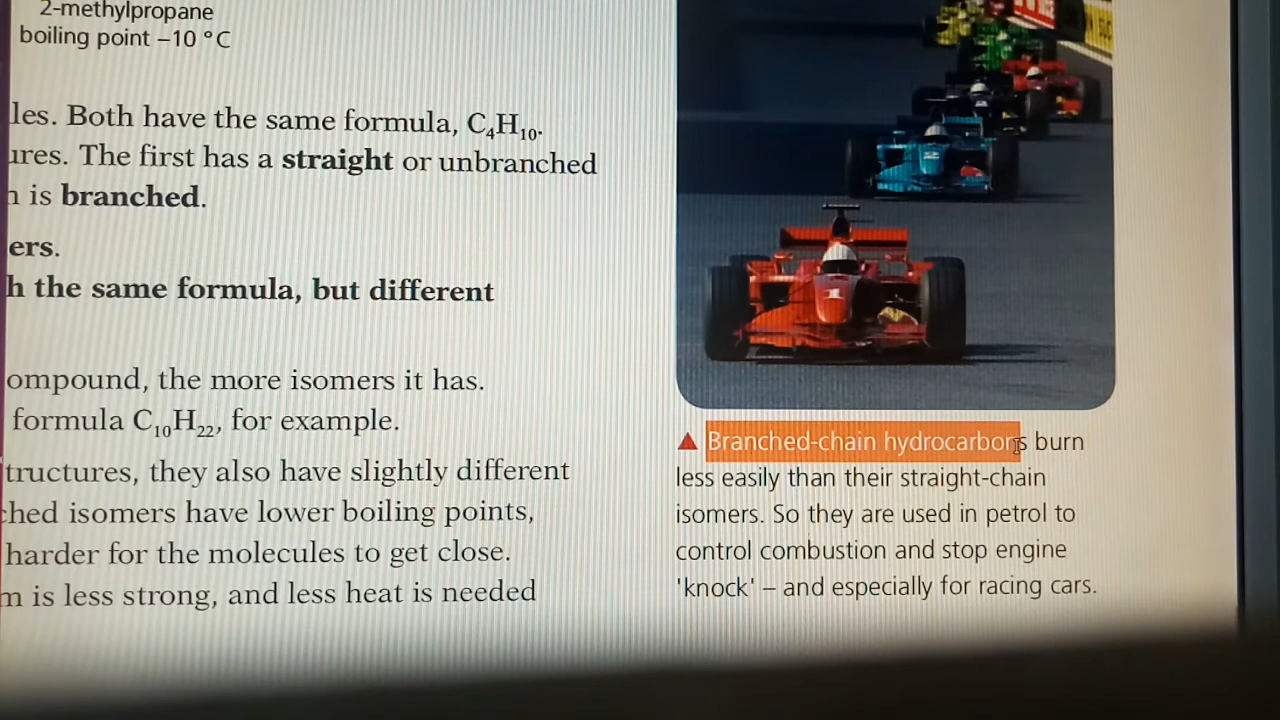 2-methylpropane
boiling point –10 °C
les. Both have the same formula, C₄H₁₀.
ures. The first has a straight or unbranched
n is branched.
ers.
h the same formula, but different
ompound, the more isomers it has.
formula C₁₀H₂₂, for example.
tructures, they also have slightly different
ched isomers have lower boiling points,
harder for the molecules to get close.
m is less strong, and less heat is needed
2
1
▲ Branched-chain hydrocarbons burn
less easily than their straight-chain
isomers. So they are used in petrol to
control combustion and stop engine
'knock' – and especially for racing cars.